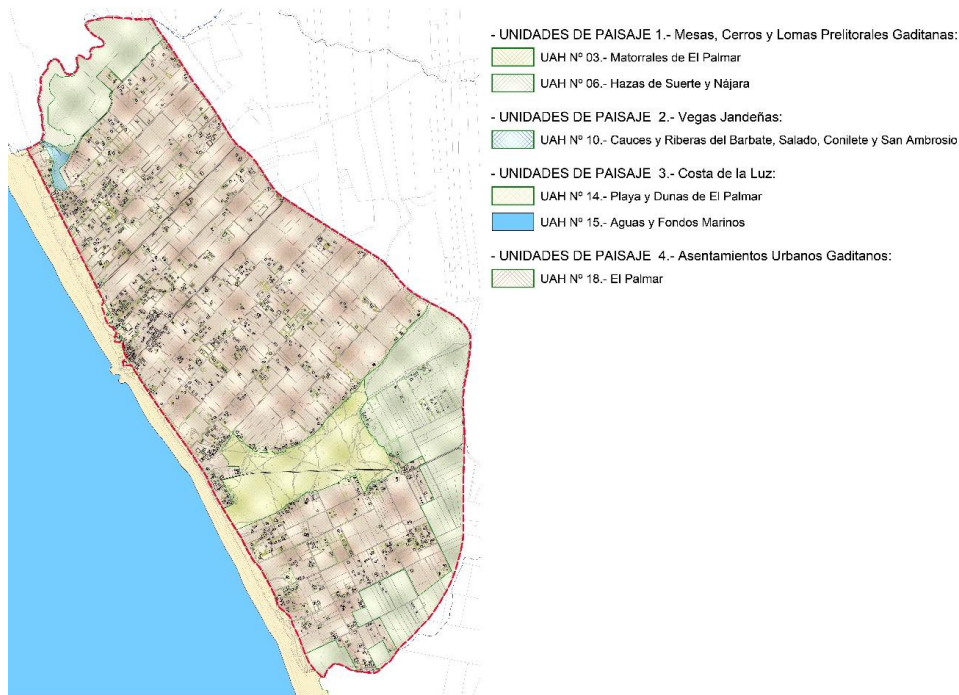 - UNIDADES DE PAISAJE 1.- Mesas, Cerros y Lomas Prelitorales Gaditanas:
UAH Nº 03.- Matorrales de El Palmar
UAH Nº 06.- Hazas de Suerte y Nájara
- UNIDADES DE PAISAJE 2.- Vegas Jandeñas:
UAH Nº 10.- Cauces y Riberas del Barbate, Salado, Conilete y San Ambrosio
- UNIDADES DE PAISAJE 3.- Costa de la Luz:
UAH Nº 14.- Playa y Dunas de El Palmar
UAH Nº 15.- Aguas y Fondos Marinos
- UNIDADES DE PAISAJE 4.- Asentamientos Urbanos Gaditanos:
UAH Nº 18.- El Palmar